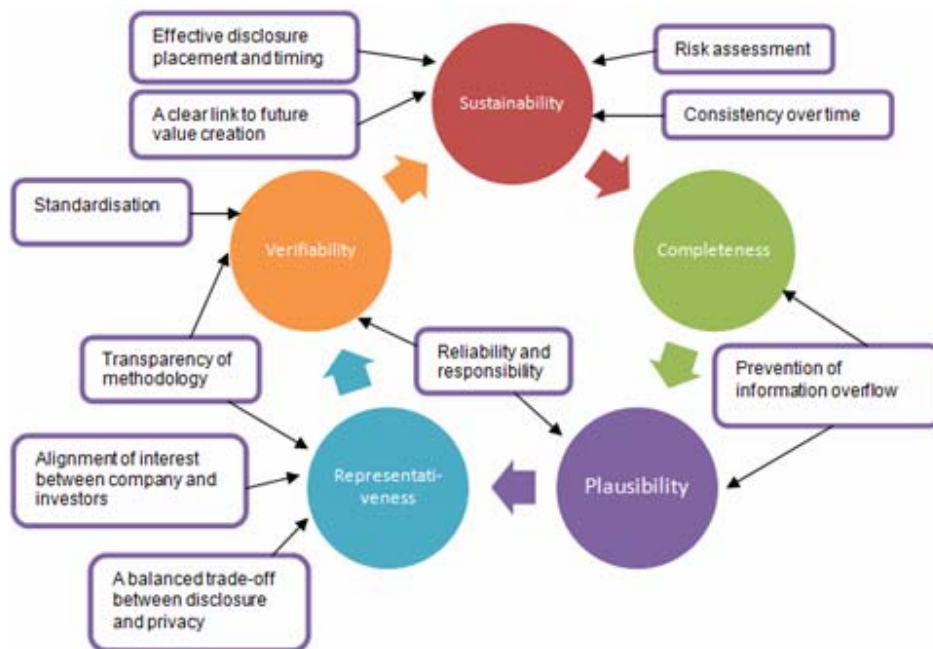 Effective disclosure
placement and timing
Risk assessment
Sustainability
A clear link to future
value creation
Consistency over time
Standardisation
Verifiability
Completeness
Transparency of
methodology
Reliability and
responsibility
Prevention of
information overflow
Alignment of interest
between company and
investors
Representati-
veness
Plausibility
A balanced trade-off
between disclosure
and privacy